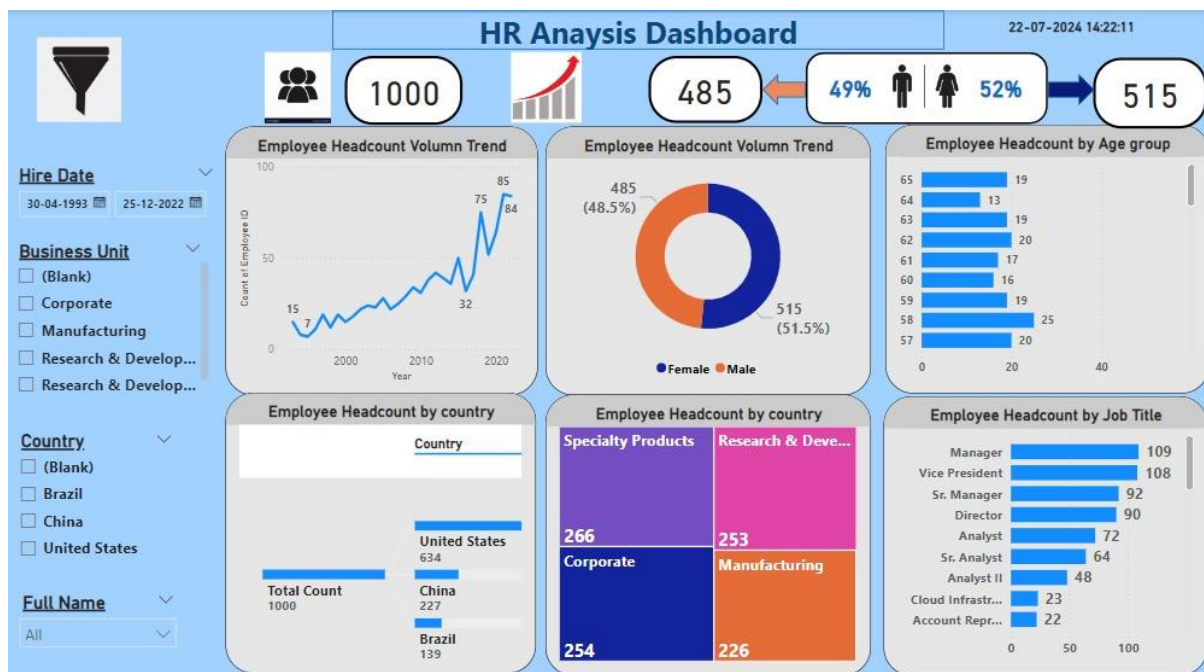 HR Anaysis Dashboard
22-07-2024 14:22:11
1000
485
49%
52%
515
Hire Date
30-04-1993
25-12-2022
Business Unit
(Blank)
Corporate
Manufacturing
Research & Develop...
Research & Develop...
Country
(Blank)
Brazil
China
United States
Full Name
All
Employee Headcount Volumn Trend
Count of Employee ID
100
50
0
15
7
32
75
85
84
2000
2010
2020
Year
Employee Headcount Volumn Trend
485
(48.5%)
515
(51.5%)
Female
Male
Employee Headcount by Age group
65
19
64
13
63
19
62
20
61
17
60
16
59
19
58
25
57
20
0
20
40
Employee Headcount by country
Country
Total Count
1000
United States
634
China
227
Brazil
139
Employee Headcount by country
Specialty Products
266
Research & Deve...
253
Corporate
254
Manufacturing
226
Employee Headcount by Job Title
Manager
109
Vice President
108
Sr. Manager
92
Director
90
Analyst
72
Sr. Analyst
64
Analyst II
48
Cloud Infrastr...
23
Account Repr...
22
0
50
100